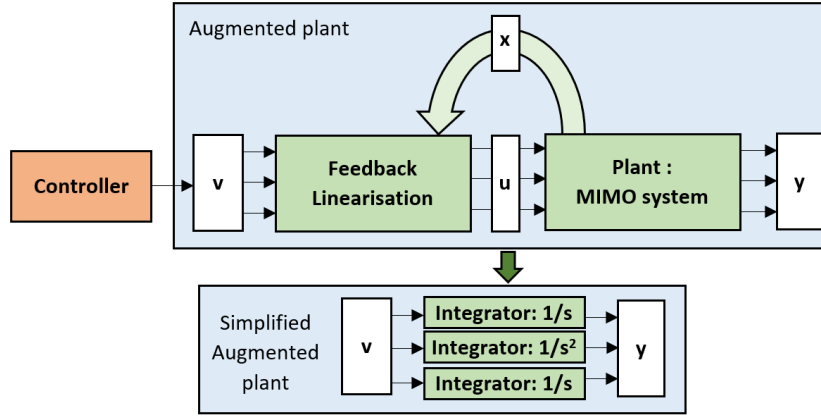 Augmented plant
x
Controller
v
Feedback
Linearisation
u
Plant :
MIMO system
y
Simplified
Augmented
plant
v
Integrator: 1/s
Integrator: 1/s²
Integrator: 1/s
y